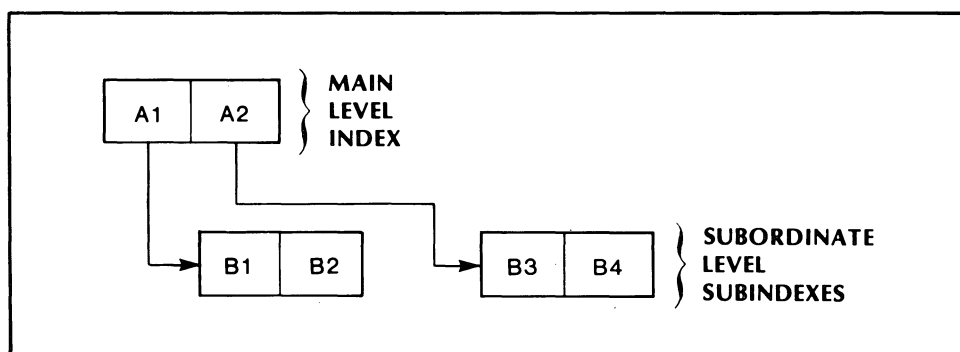 A1 A2
MAIN
LEVEL
INDEX
B1 B2 B3 B4
SUBORDINATE
LEVEL
SUBINDEXES